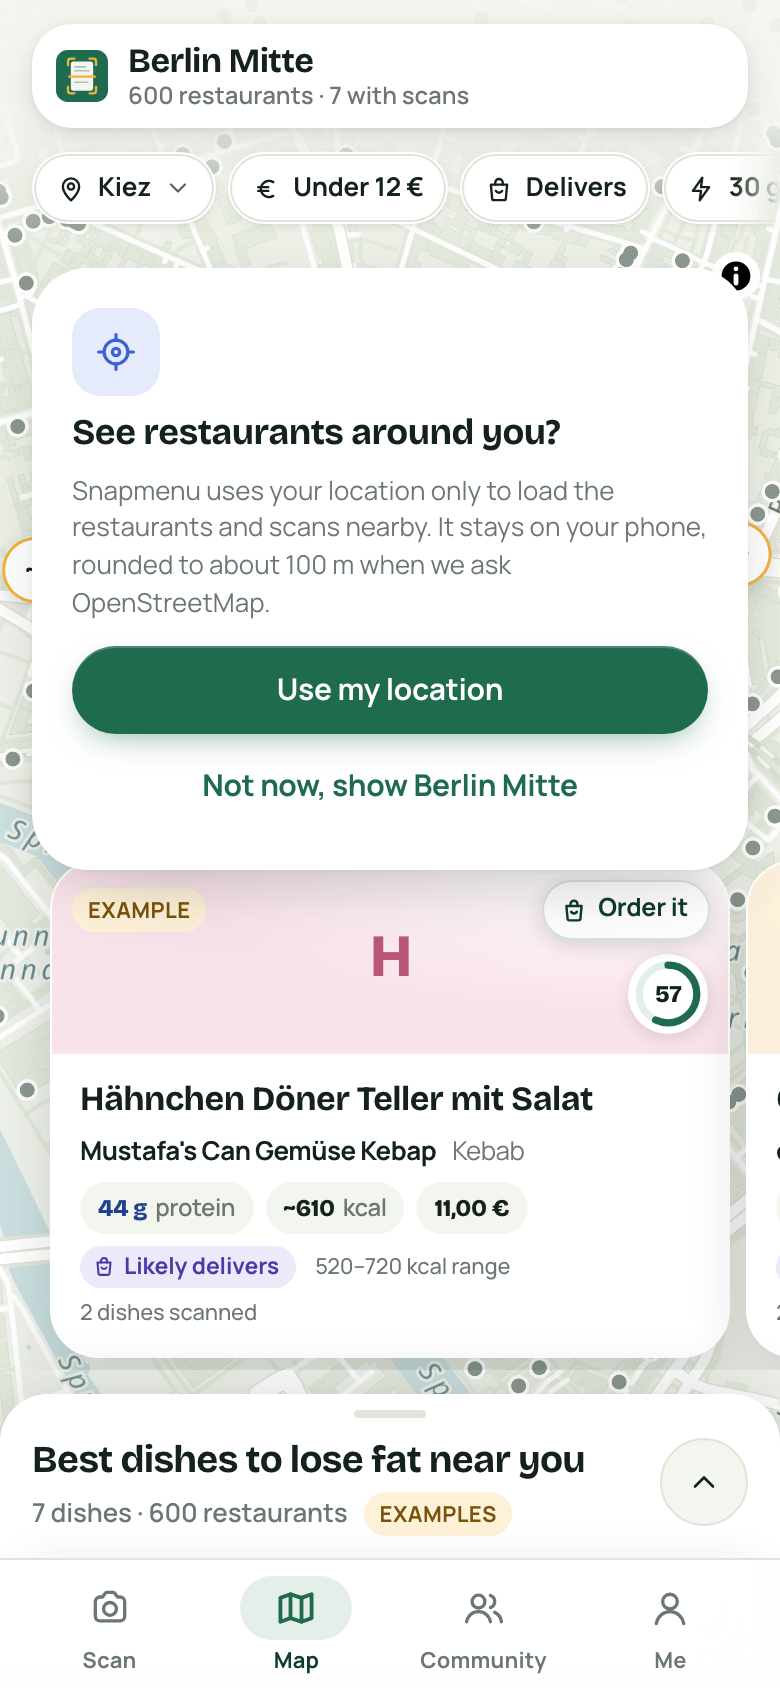 Berlin Mitte
600 restaurants · 7 with scans
Kiez
€ Under 12 €
Delivers
30 g
See restaurants around you?
Snapmenu uses your location only to load the
restaurants and scans nearby. It stays on your phone,
rounded to about 100 m when we ask
OpenStreetMap.
Use my location
Not now, show Berlin Mitte
EXAMPLE
Order it
H
57
Hähnchen Döner Teller mit Salat
Mustafa's Can Gemüse Kebap Kebab
44 g protein
~610 kcal
11,00 €
Likely delivers
520–720 kcal range
2 dishes scanned
Best dishes to lose fat near you
7 dishes · 600 restaurants
EXAMPLES
Scan
Map
Community
Me